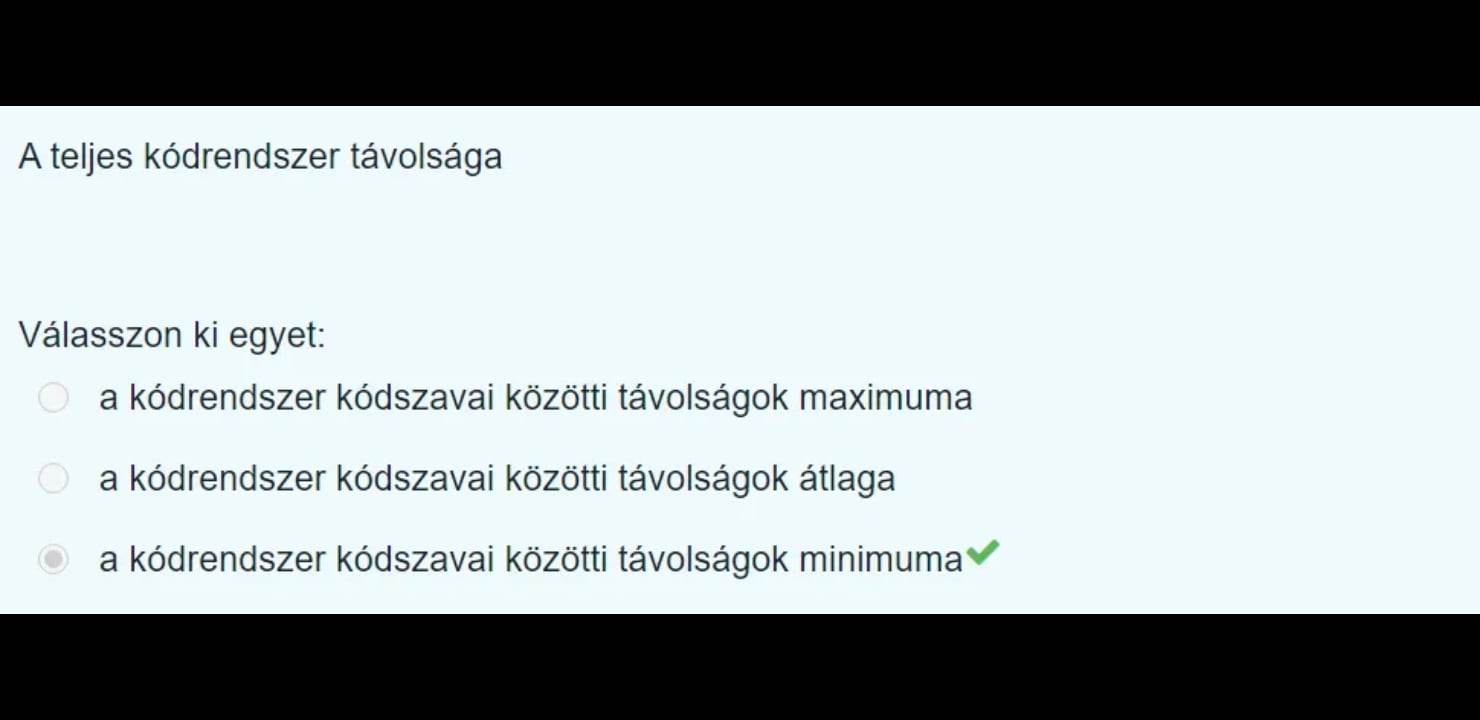 A teljes kódrendszer távolsága
Válasszon ki egyet:
a kódrendszer kódszavai közötti távolságok maximuma
a kódrendszer kódszavai közötti távolságok átlaga
a kódrendszer kódszavai közötti távolságok minimuma